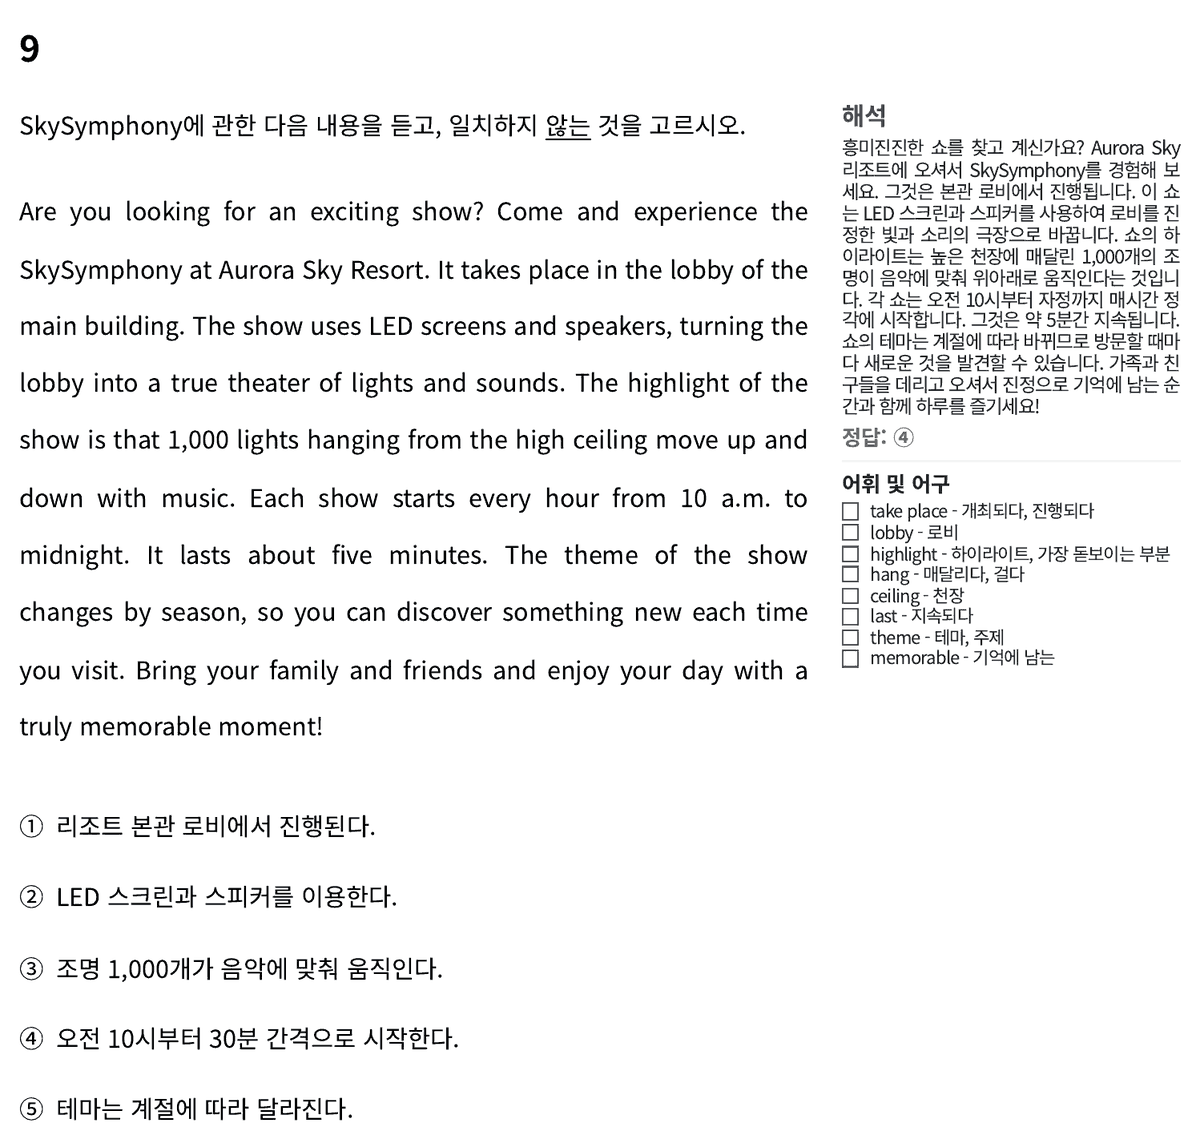 9
SkySymphony에 관한 다음 내용을 듣고, 일치하지 않는 것을 고르시오.
Are you looking for an exciting show? Come and experience the
SkySymphony at Aurora Sky Resort. It takes place in the lobby of the
main building. The show uses LED screens and speakers, turning the
lobby into a true theater of lights and sounds. The highlight of the
show is that 1,000 lights hanging from the high ceiling move up and
down with music. Each show starts every hour from 10 a.m. to
midnight. It lasts about five minutes. The theme of the show
changes by season, so you can discover something new each time
you visit. Bring your family and friends and enjoy your day with a
truly memorable moment!
① 리조트 본관 로비에서 진행된다.
② LED 스크린과 스피커를 이용한다.
③ 조명 1,000개가 음악에 맞춰 움직인다.
④ 오전 10시부터 30분 간격으로 시작한다.
⑤ 테마는 계절에 따라 달라진다.
해석
흥미진진한 쇼를 찾고 계신가요? Aurora Sky
리조트에 오셔서 SkySymphony를 경험해 보
세요. 그것은 본관 로비에서 진행됩니다. 이 쇼
는 LED 스크린과 스피커를 사용하여 로비를 진
정한 빛과 소리의 극장으로 바꿉니다. 쇼의 하
이라이트는 높은 천장에 매달린 1,000개의 조
명이 음악에 맞춰 위아래로 움직인다는 것입니
다. 각 쇼는 오전 10시부터 자정까지 매시간 정
각에 시작합니다. 그것은 약 5분간 지속됩니다.
쇼의 테마는 계절에 따라 바뀌므로 방문할 때마
다 새로운 것을 발견할 수 있습니다. 가족과 친
구들을 데리고 오셔서 진정으로 기억에 남는 순
간과 함께 하루를 즐기세요!
정답: ④
어휘 및 어구
□ take place - 개최되다, 진행되다
□ lobby - 로비
□ highlight - 하이라이트, 가장 돋보이는 부분
□ hang - 매달리다, 걸다
□ ceiling - 천장
□ last - 지속되다
□ theme - 테마, 주제
□ memorable - 기억에 남는